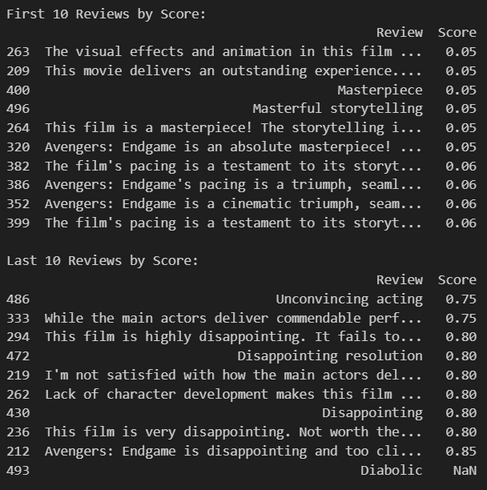 First 10 Reviews by Score:
Review Score
263 The visual effects and animation in this film ... 0.05
209 This movie delivers an outstanding experience.... 0.05
400 Masterpiece 0.05
496 Masterful storytelling 0.05
264 This film is a masterpiece! The storytelling i... 0.05
320 Avengers: Endgame is an absolute masterpiece! ... 0.05
382 The film's pacing is a testament to its storyt... 0.06
386 Avengers: Endgame's pacing is a triumph, seaml... 0.06
352 Avengers: Endgame is a cinematic triumph, seam... 0.06
399 The film's pacing is a testament to its storyt... 0.06
Last 10 Reviews by Score:
Review Score
486 Unconvincing acting 0.75
333 While the main actors deliver commendable perf... 0.75
294 This film is highly disappointing. It fails to... 0.80
472 Disappointing resolution 0.80
219 I'm not satisfied with how the main actors del... 0.80
262 Lack of character development makes this film ... 0.80
430 Disappointing 0.80
236 This film is very disappointing. Not worth the... 0.80
212 Avengers: Endgame is disappointing and too cli... 0.85
493 Diabolic NaN